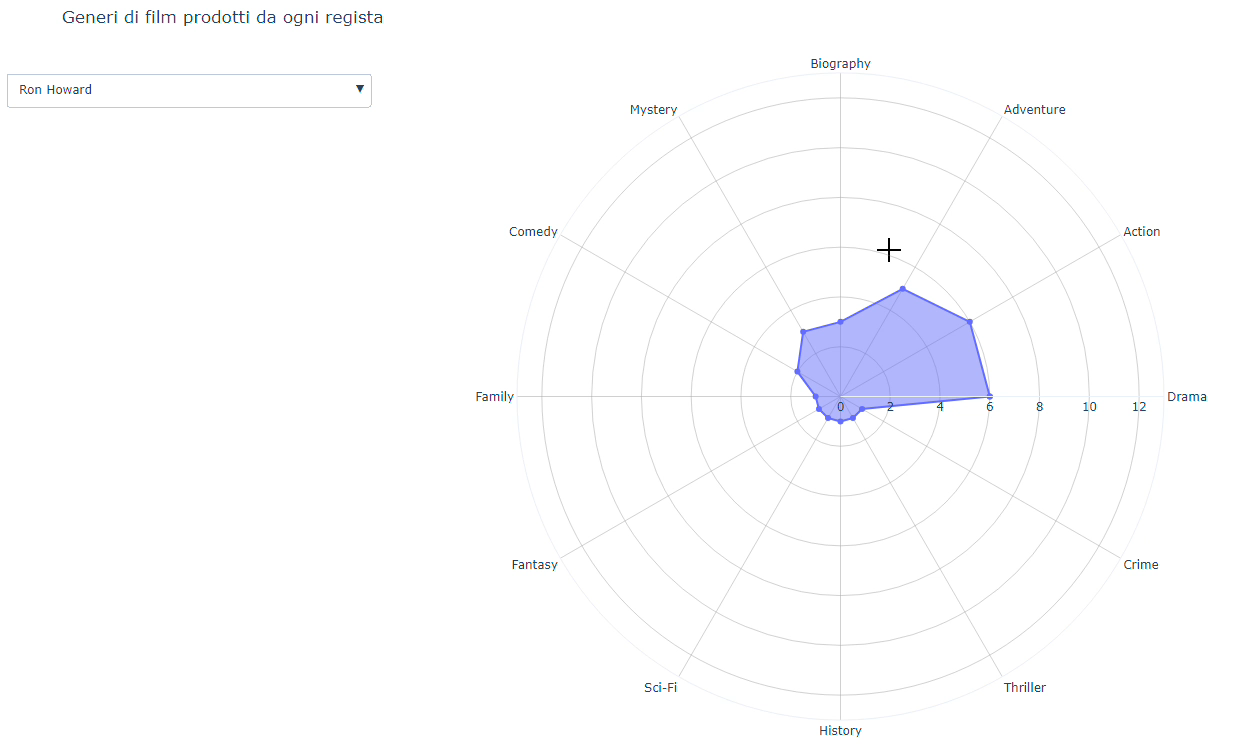 Generi di film prodotti da ogni regista
Ron Howard
Biography
Mystery
Adventure
Comedy
Action
Family
Drama
0 2 4 6 8 10 12
Fantasy
Crime
Sci-Fi
Thriller
History